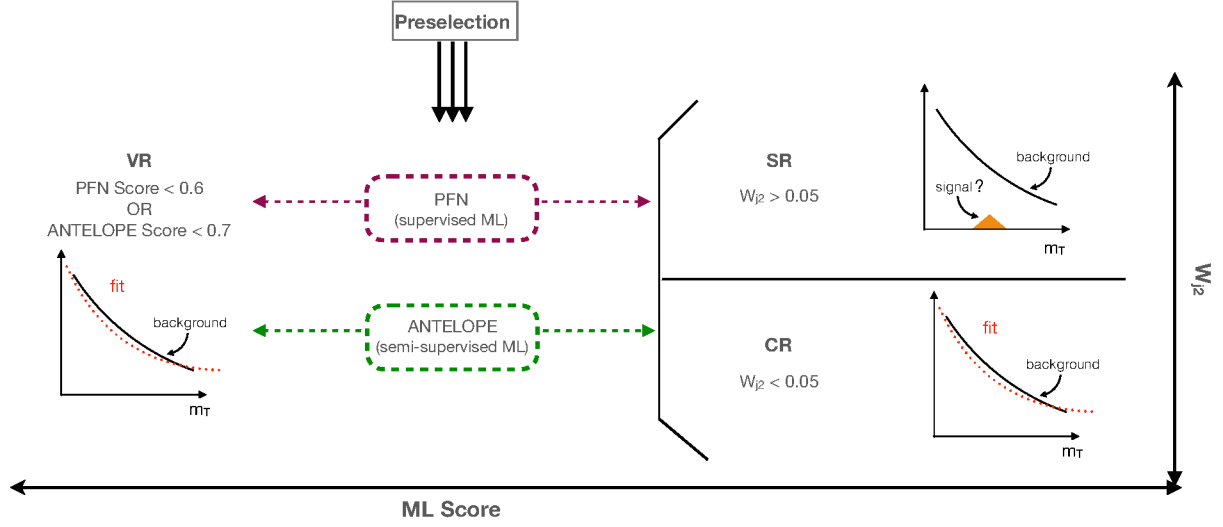 Preselection
VR
PFN Score < 0.6
OR
ANTELOPE Score < 0.7
fit
background
m_T
PFN
(supervised ML)
ANTELOPE
(semi-supervised ML)
SR
W_j2 > 0.05
background
signal?
m_T
CR
W_j2 < 0.05
fit
background
m_T
W_j2
ML Score